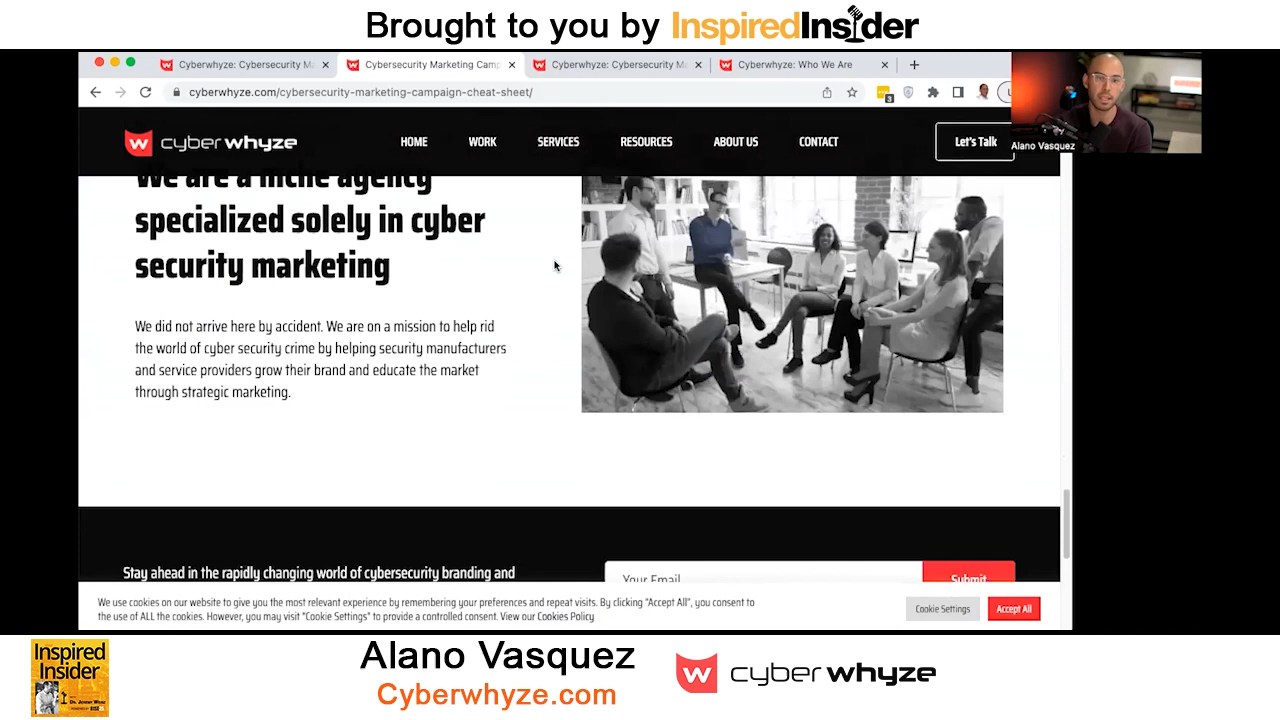 Brought to you by InspiredInsider
Cyberwhyze: Cybersecurity M
Cybersecurity Marketing Camp
Cyberwhyze: Cybersecurity M
Cyberwhyze: Who We Are
cyberwhyze.com/cybersecurity-marketing-campaign-cheat-sheet/
3
Alano Vasquez
cyber whyze
HOME
WORK
SERVICES
RESOURCES
ABOUT US
CONTACT
Let's Talk
We are a niche agency
specialized solely in cyber
security marketing
We did not arrive here by accident. We are on a mission to help rid
the world of cyber security crime by helping security manufacturers
and service providers grow their brand and educate the market
through strategic marketing.
Stay ahead in the rapidly changing world of cybersecurity branding and
Your Email
Submit
We use cookies on our website to give you the most relevant experience by remembering your preferences and repeat visits. By clicking "Accept All", you consent to
the use of ALL the cookies. However, you may visit "Cookie Settings" to provide a controlled consent. View our Cookies Policy
Cookie Settings
Accept All
Inspired
Insider
Alano Vasquez
Cyberwhyze.com
cyber whyze